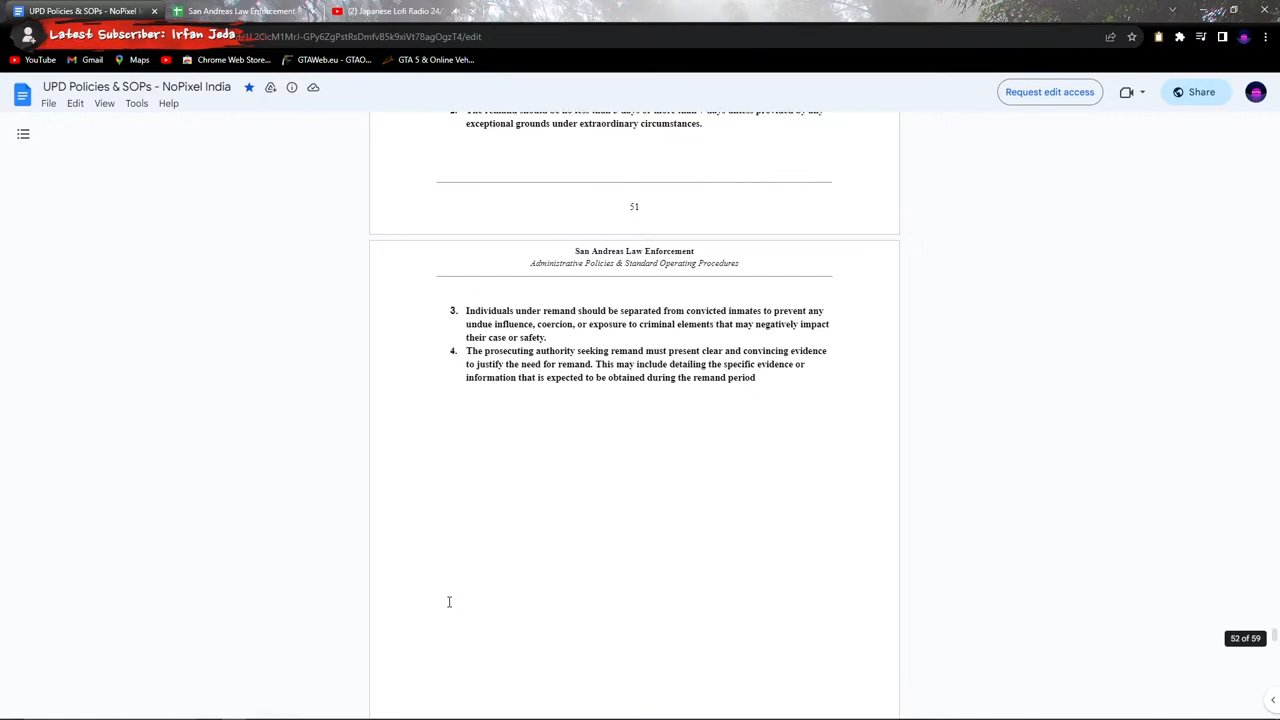 UPD Policies & SOPs - NoPixel I
San Andreas Law Enforcement
(2) Japanese Lofi Radio 24/
Latest Subscriber: Irfan Jeda
1L2CicM1MrJ-GPy6ZgPstRsDmfvB5k9xiVt78agOgzT4/edit
YouTube
Gmail
Maps
Chrome Web Store...
GTAWeb.eu - GTAO...
GTA 5 & Online Veh...
UPD Policies & SOPs - NoPixel India
File Edit View Tools Help
Request edit access
Share
exceptional grounds under extraordinary circumstances.
51
San Andreas Law Enforcement
Administrative Policies & Standard Operating Procedures
3. Individuals under remand should be separated from convicted inmates to prevent any
undue influence, coercion, or exposure to criminal elements that may negatively impact
their case or safety.
4. The prosecuting authority seeking remand must present clear and convincing evidence
to justify the need for remand. This may include detailing the specific evidence or
information that is expected to be obtained during the remand period
52 of 59